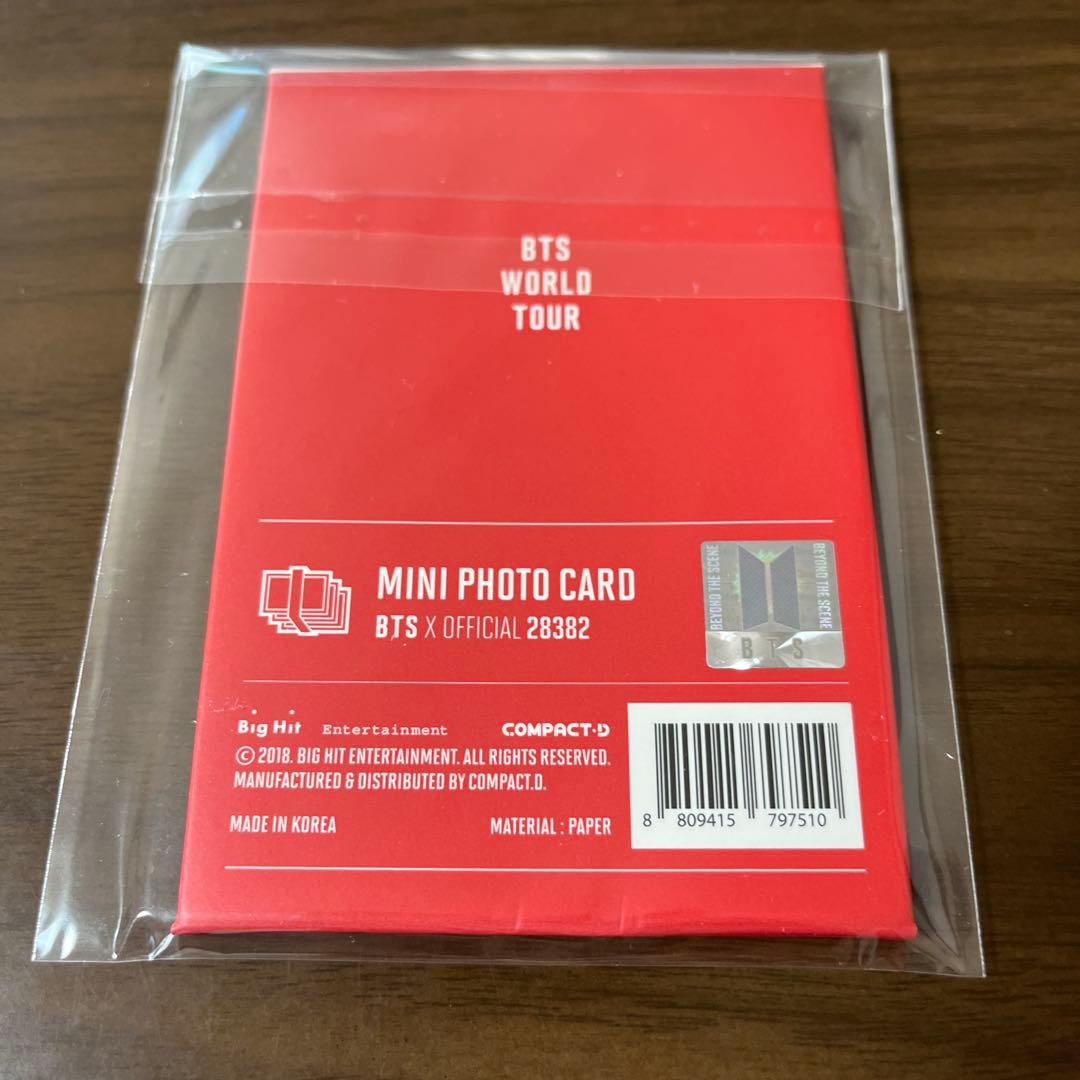 BTS
WORLD
TOUR
MINI PHOTO CARD
BTS X OFFICIAL 28382
BEYOND THE SCENE
BEYOND THE SCENE
BTS
Big Hit Entertainment
COMPACT·D
© 2018. BIG HIT ENTERTAINMENT. ALL RIGHTS RESERVED.
MANUFACTURED & DISTRIBUTED BY COMPACT.D.
MADE IN KOREA
MATERIAL : PAPER
8 809415 797510